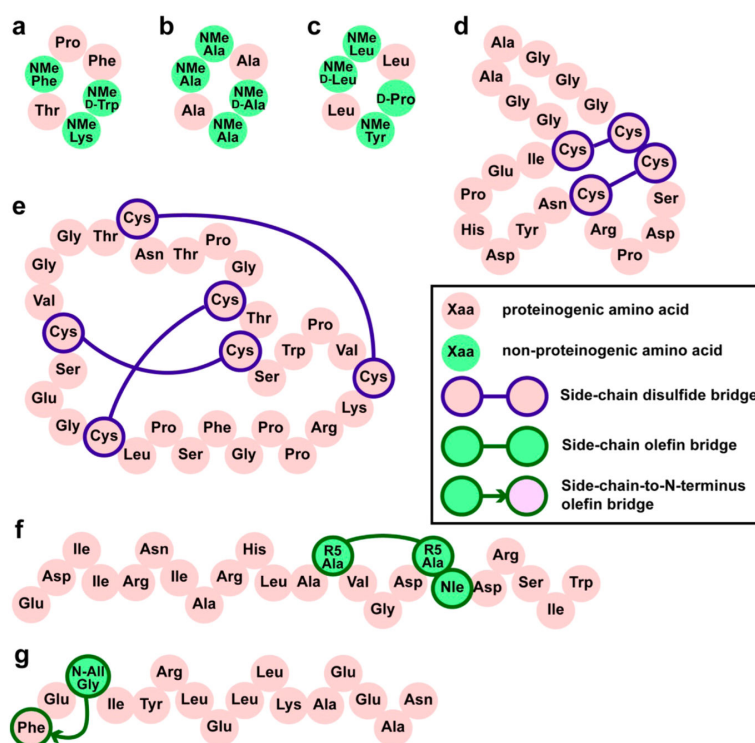 a
Pro
Phe
NMe
D-Trp
NMe
Lys
Thr
NMe
Phe
b
NMe
Ala
Ala
NMe
D-Ala
NMe
Ala
Ala
NMe
Ala
c
NMe
Leu
Leu
D-Pro
NMe
Tyr
Leu
NMe
D-Leu
d
Ala
Gly
Gly
Gly
Cys
Cys
Ser
Asp
Pro
Arg
Cys
Asn
Tyr
Asp
His
Pro
Glu
Ile
Cys
Gly
Gly
Ala
e
Cys
Asn
Thr
Pro
Gly
Cys
Thr
Cys
Ser
Trp
Pro
Val
Cys
Lys
Arg
Pro
Pro
Gly
Phe
Ser
Pro
Leu
Cys
Gly
Glu
Ser
Cys
Val
Gly
Gly
Thr
Xaa
proteinogenic amino acid
Xaa
non-proteinogenic amino acid
Side-chain disulfide bridge
Side-chain olefin bridge
Side-chain-to-N-terminus
olefin bridge
f
Glu
Asp
Ile
Ile
Arg
Asn
Ile
Ala
Arg
His
Leu
Ala
R5
Ala
Val
Gly
Asp
R5
Ala
Nle
Asp
Arg
Ser
Ile
Trp
g
Phe
Glu
N-All
Gly
Ile
Tyr
Arg
Leu
Glu
Leu
Leu
Lys
Ala
Glu
Glu
Ala
Asn